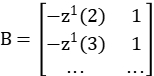 B = [ −z¹(2) 1
−z¹(3) 1
... ... ]